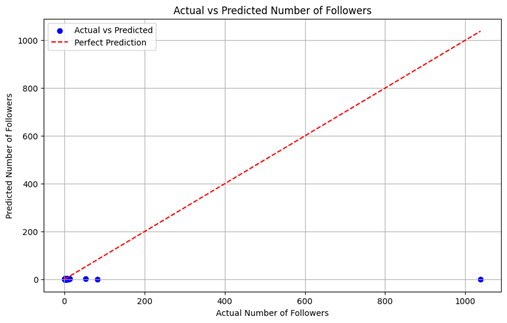 Actual vs Predicted Number of Followers
Actual vs Predicted
Perfect Prediction
Predicted Number of Followers
1000
800
600
400
200
0
0 200 400 600 800 1000
Actual Number of Followers